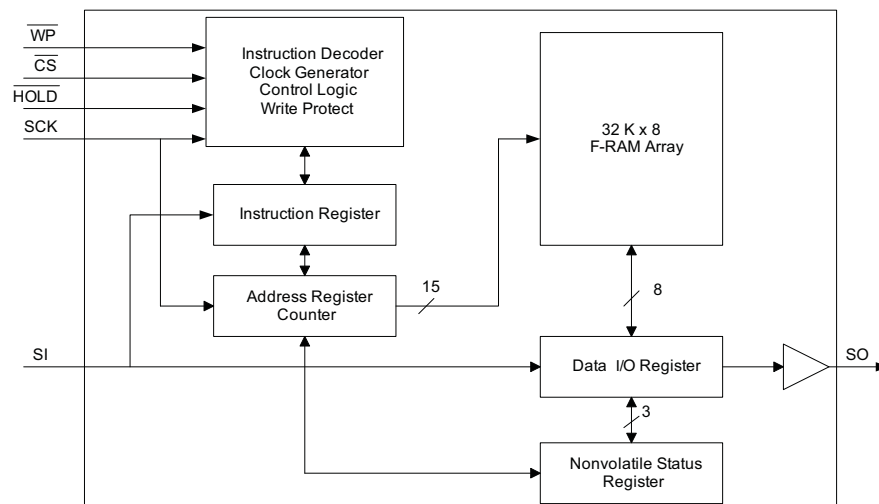 WP
CS
HOLD
SCK
Instruction Decoder
Clock Generator
Control Logic
Write Protect
32 K x 8
F-RAM Array
Instruction Register
Address Register
Counter
15
8
SI
Data I/O Register
SO
3
Nonvolatile Status
Register